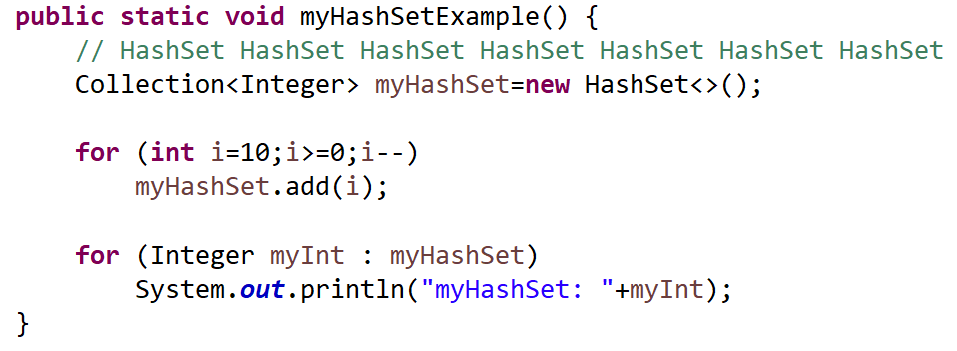 public static void myHashSetExample() {
    // HashSet HashSet HashSet HashSet HashSet HashSet HashSet
    Collection<Integer> myHashSet=new HashSet<>();

    for (int i=10;i>=0;i--)
        myHashSet.add(i);

    for (Integer myInt : myHashSet)
        System.out.println("myHashSet: "+myInt);
}